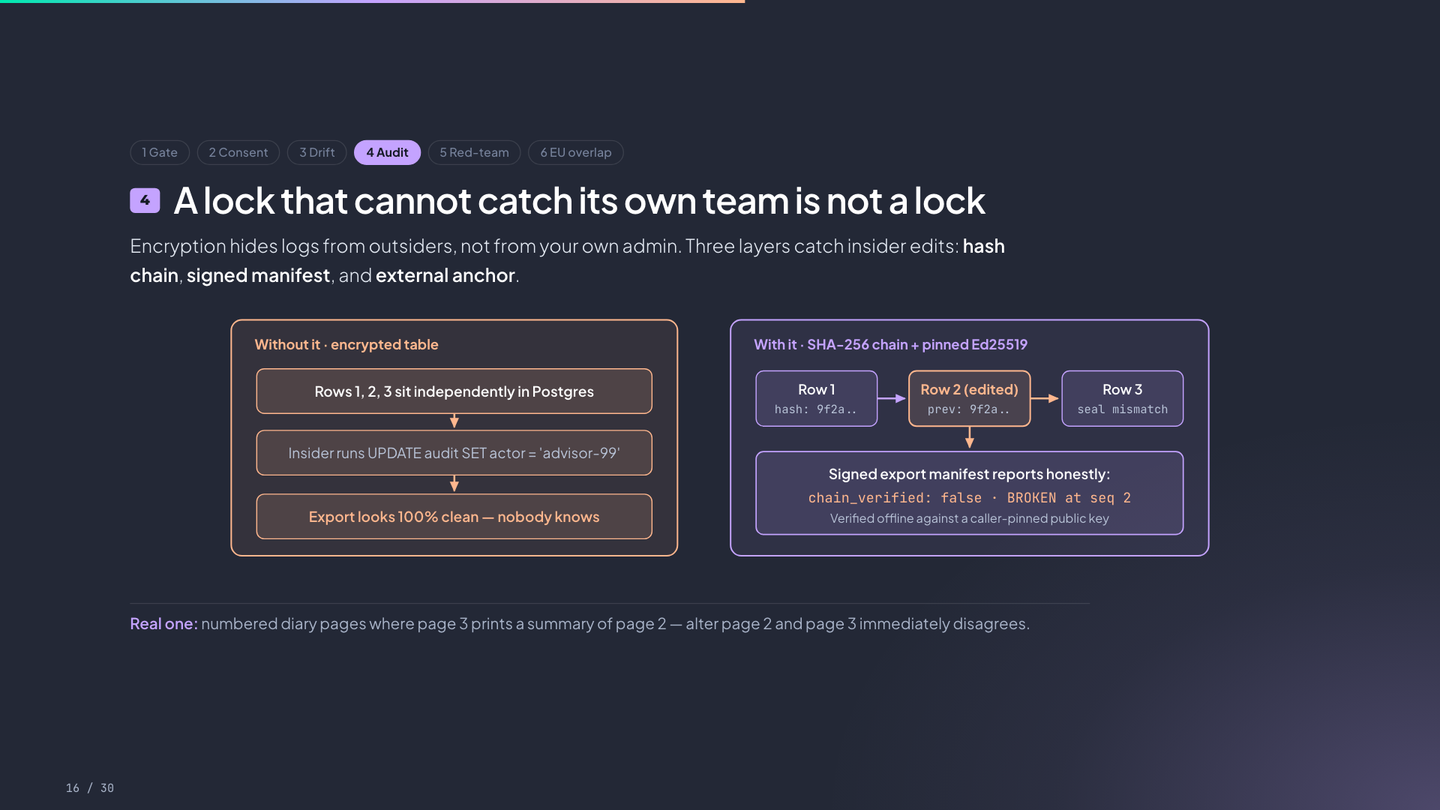 1 Gate
2 Consent
3 Drift
4 Audit
5 Red-team
6 EU overlap
4
A lock that cannot catch its own team is not a lock
Encryption hides logs from outsiders, not from your own admin. Three layers catch insider edits: hash
chain, signed manifest, and external anchor.
Without it · encrypted table
Rows 1, 2, 3 sit independently in Postgres
Insider runs UPDATE audit SET actor = 'advisor-99'
Export looks 100% clean — nobody knows
With it · SHA-256 chain + pinned Ed25519
Row 1
hash: 9f2a..
Row 2 (edited)
prev: 9f2a..
Row 3
seal mismatch
Signed export manifest reports honestly:
chain_verified: false · BROKEN at seq 2
Verified offline against a caller-pinned public key
Real one: numbered diary pages where page 3 prints a summary of page 2 — alter page 2 and page 3 immediately disagrees.
16 / 30